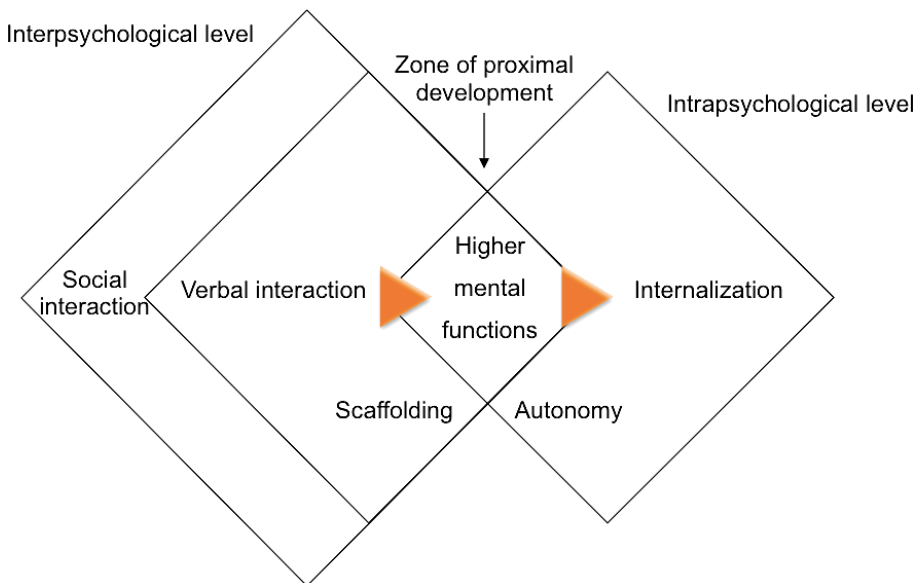 Interpsychological level
Zone of proximal
development
Intrapsychological level
Social
interaction
Verbal interaction
Higher
mental
functions
Internalization
Scaffolding
Autonomy